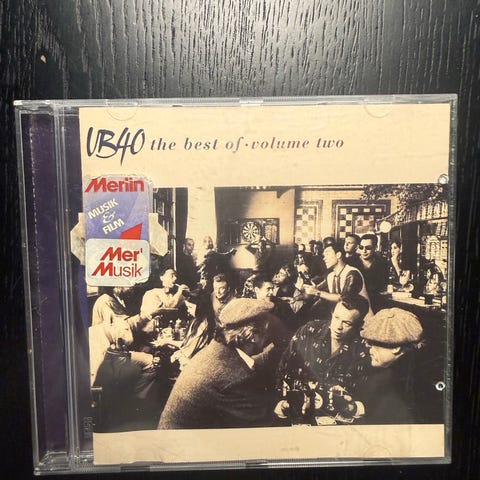 UB40 the best of · volume two
Merlin
MUSIK
&
FILM
Mer'
Musik